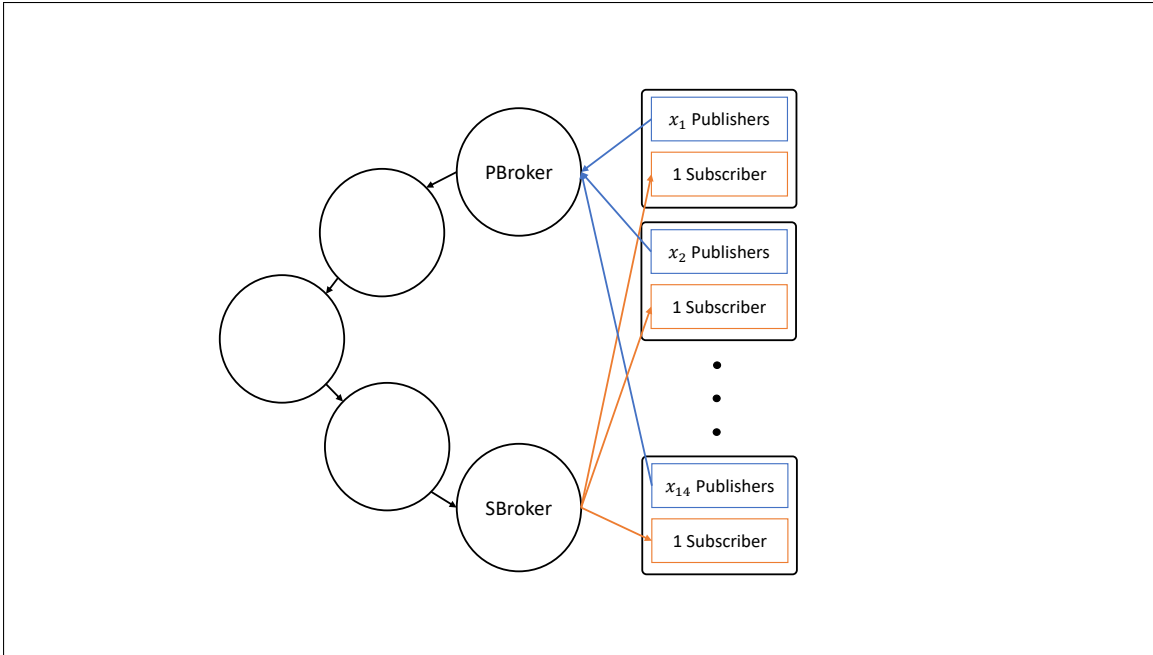 PBroker
x₁ Publishers
1 Subscriber
x₂ Publishers
1 Subscriber
SBroker
x₁₄ Publishers
1 Subscriber